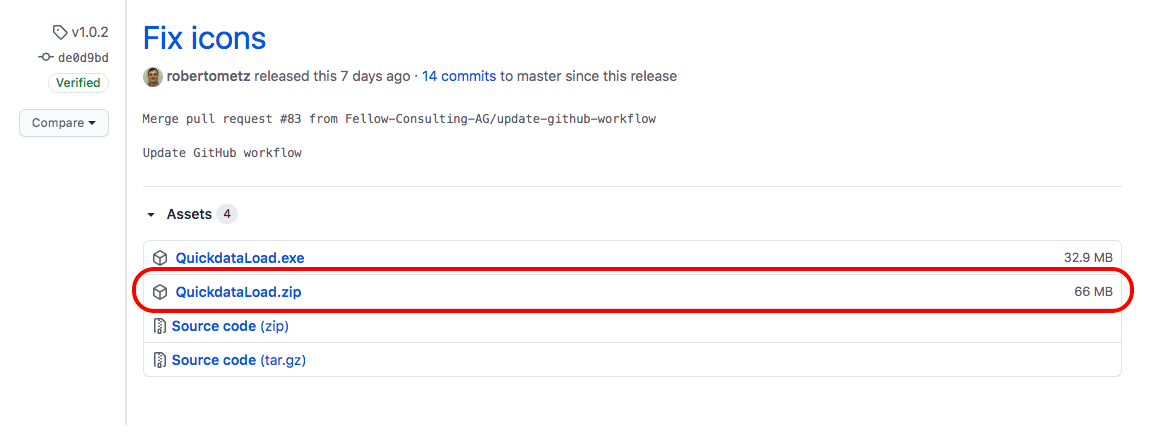 v1.0.2
de0d9bd
Verified
Compare
Fix icons
robertometz released this 7 days ago · 14 commits to master since this release
Merge pull request #83 from Fellow-Consulting-AG/update-github-workflow
Update GitHub workflow
Assets 4
QuickdataLoad.exe 32.9 MB
QuickdataLoad.zip 66 MB
Source code (zip)
Source code (tar.gz)